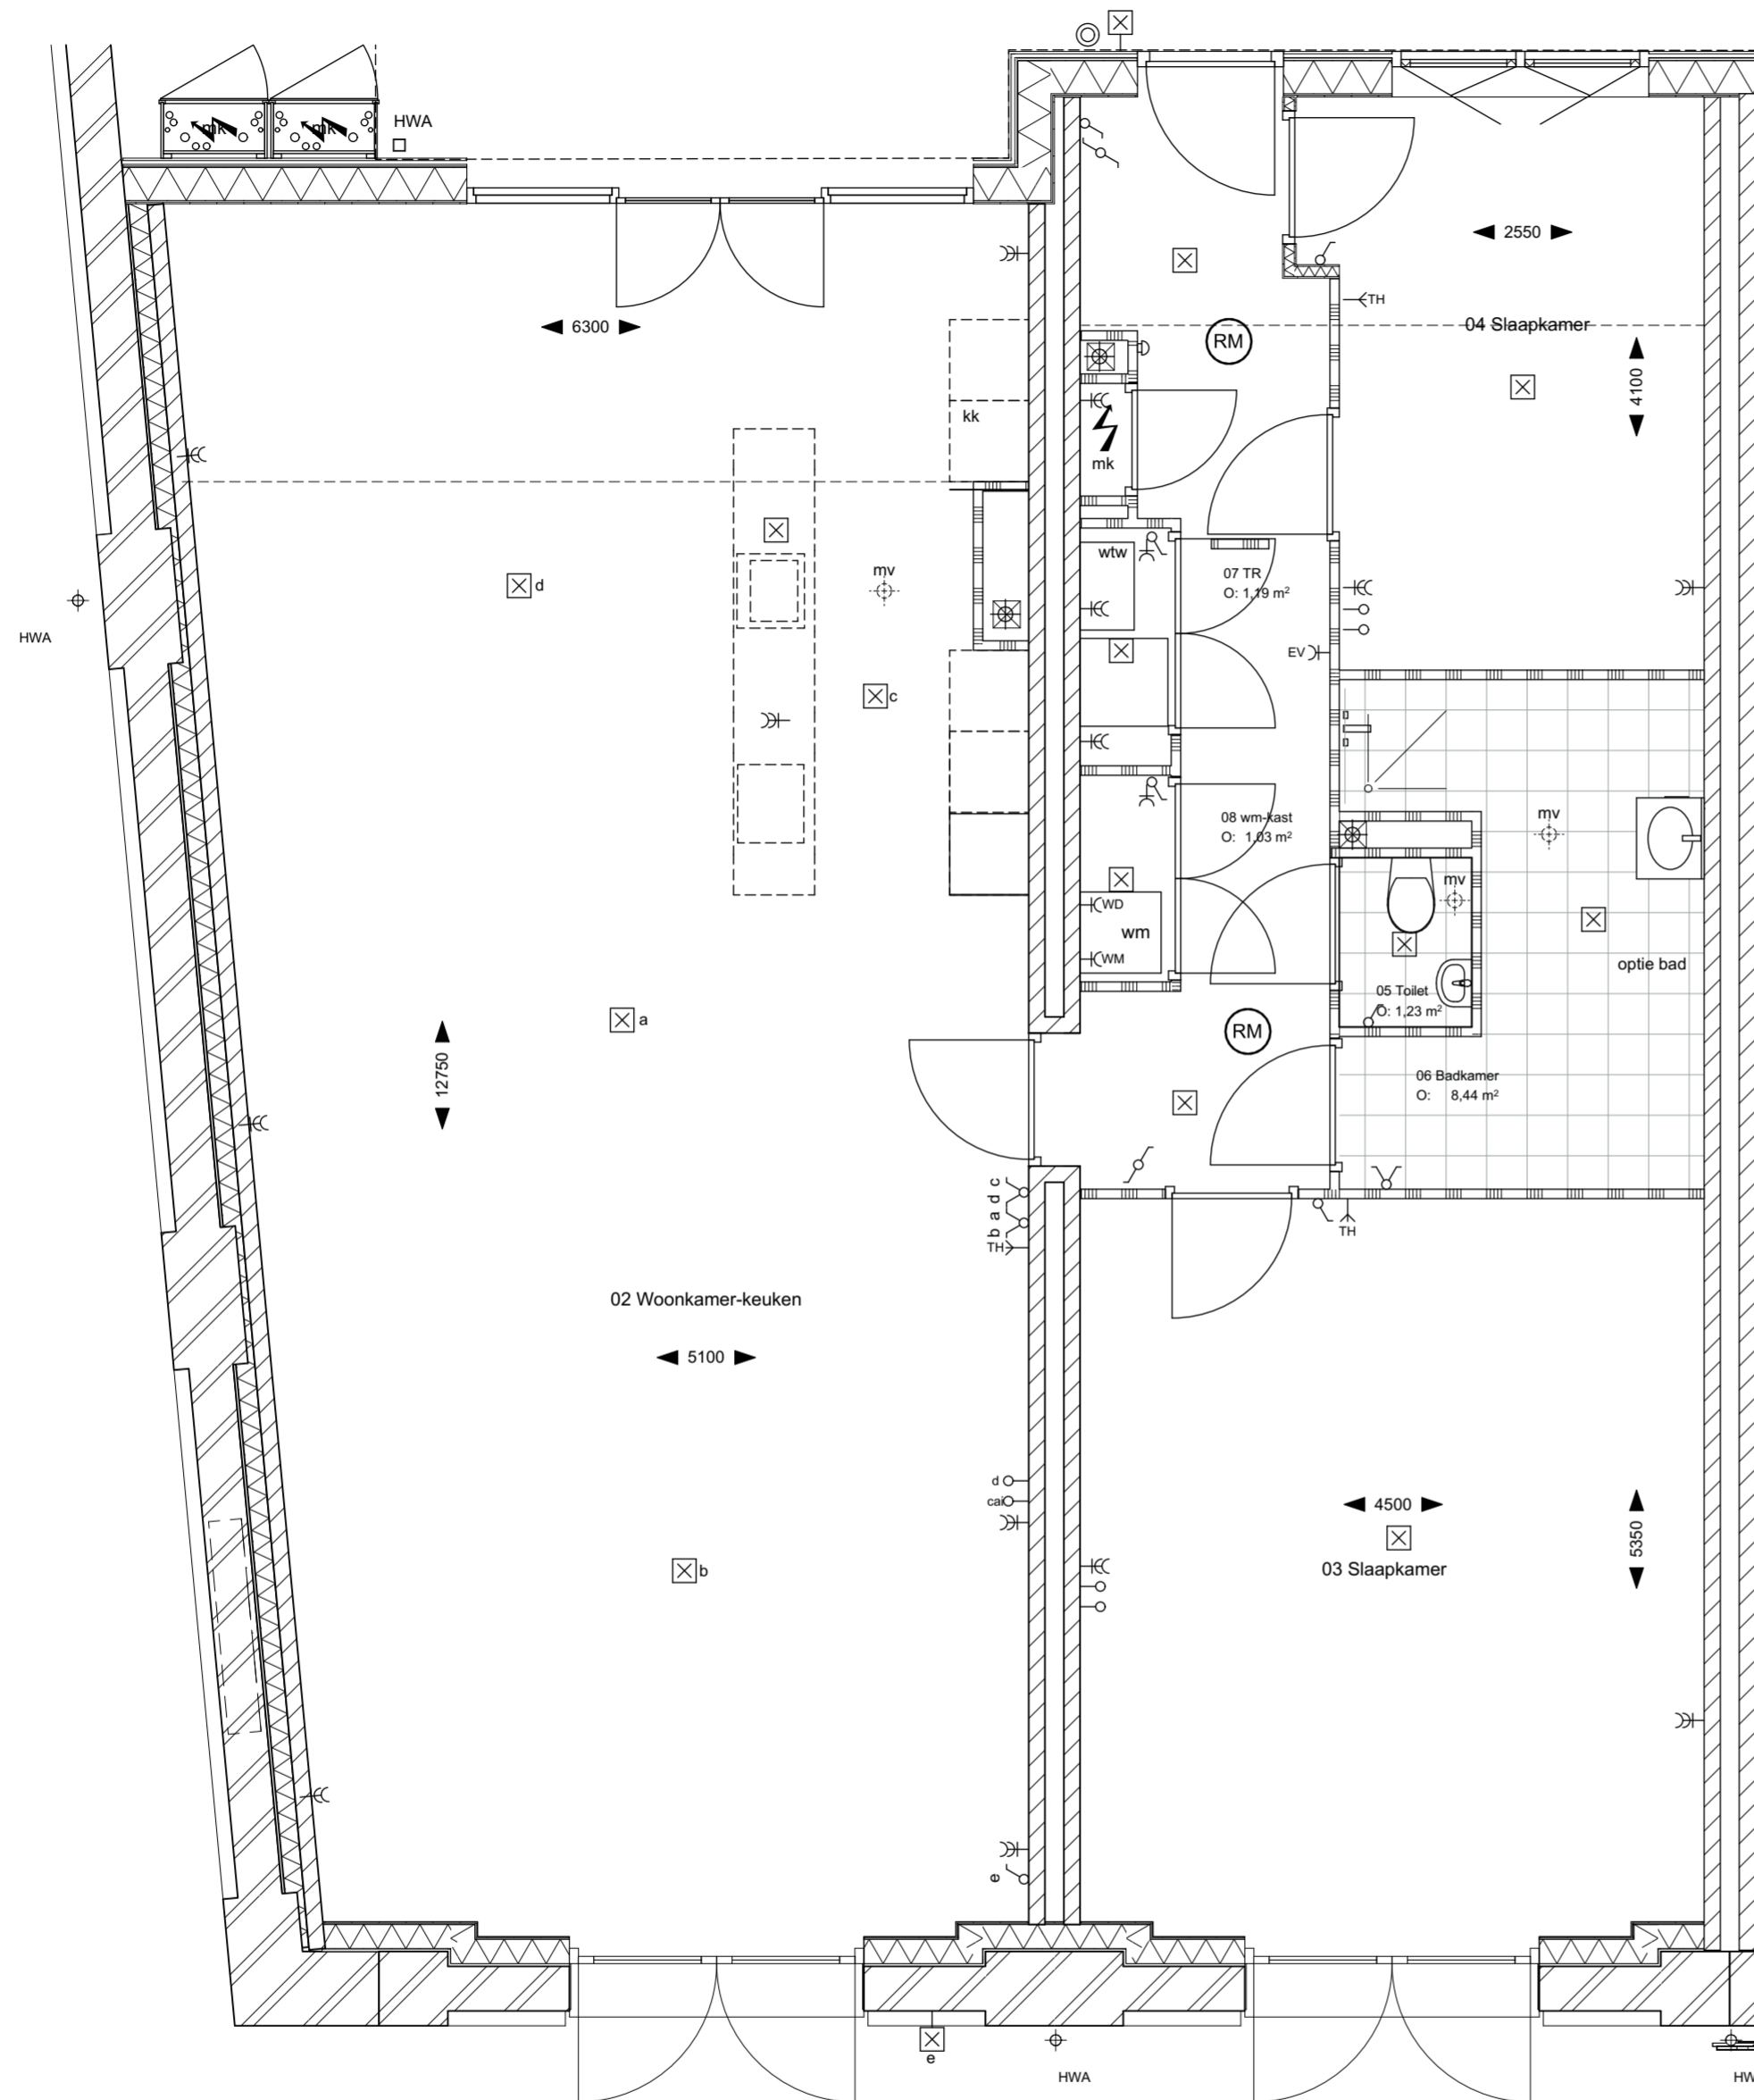 mk
mk
HWA
2550
TH
6300
04 Slaapkamer
RM
4100
kk
mk
wtw
mv
07 TR
O: 1,19 m²
d
HWA
EV
c
mv
08 wm-kast
O: 1,03 m²
mv
WD
wm
WM
optie bad
05 Toilet
O: 1,23 m²
a
RM
12750
06 Badkamer
O: 8,44 m²
b a d c
TH
TH
02 Woonkamer-keuken
5100
d
cai
4500
5350
b
03 Slaapkamer
e
e
HWA
HW